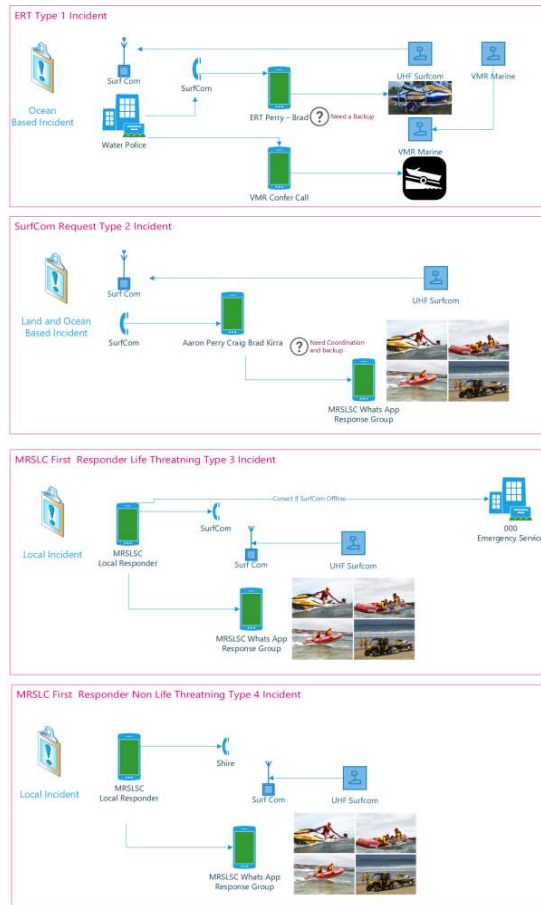 ERT Type 1 Incident
Surf Com
SurfCom
UHF Surfcom
VMR Marine
Ocean
Based Incident
Water Police
ERT Perry – Brad
Need a Backup
VMR Marine
VMR Confer Call
SurfCom Request Type 2 Incident
Surf Com
UHF Surfcom
Land and Ocean
Based Incident
SurfCom
Aaron Perry Craig Brad Kirra
Need Coordination
and backup
MRSLSC Whats App
Response Group
MRSLC First Responder Life Threatning Type 3 Incident
Conact if SurfCom Offline
SurfCom
000
Emergency Service
Local Incident
MRSLSC
Local Responder
Surf Com
UHF Surfcom
MRSLSC Whats App
Response Group
MRSLC First Responder Non Life Threatning Type 4 Incident
Shire
Local Incident
MRSLSC
Local Responder
Surf Com
UHF Surfcom
MRSLSC Whats App
Response Group